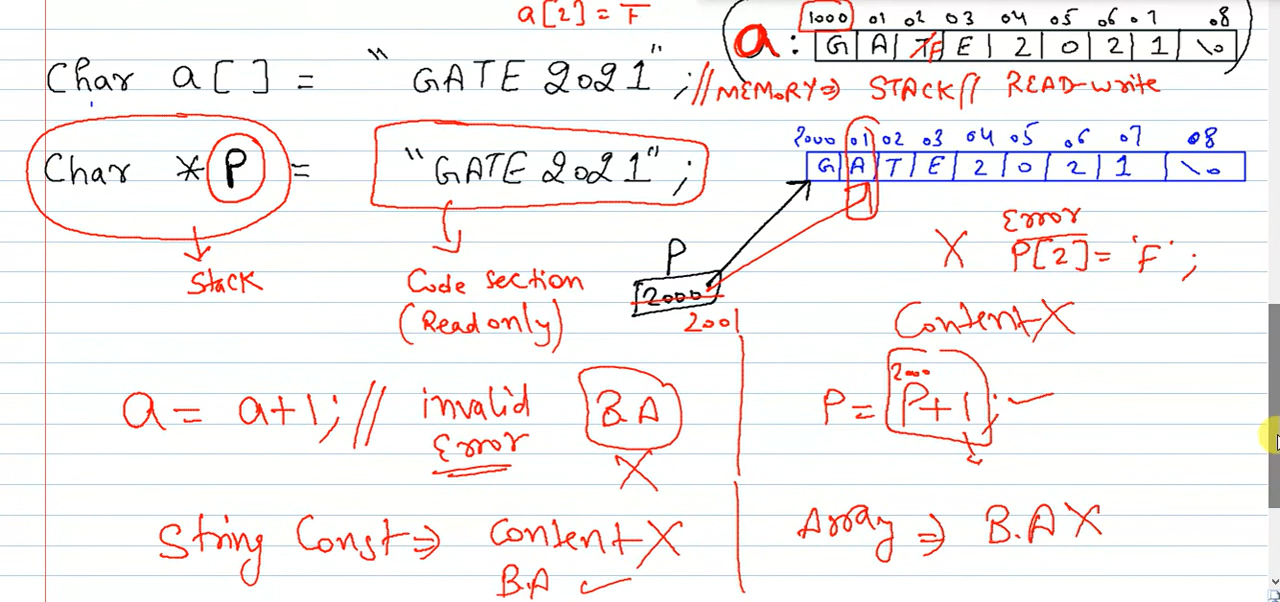 a[2] = F
1000 01 02 03 04 05 06 07 08
a : G A T F E 2 0 2 1 \0
Char a[] = "GATE 2021"; // MEMORY => STACK // READ-write
2000 01 02 03 04 05 06 07 08
Char *P = "GATE 2021"; G A T E 2 0 2 1 \0
Error
X P[2] = 'F';
P
Stack Code section 2000
(Read only) 2001 Content X
2000
a = a+1; // invalid B.A P = P+1;
Error X
String Const => Content X Array => B.A X
B.A